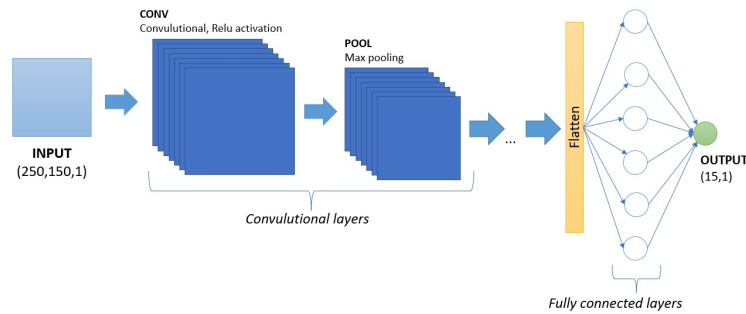 CONV
Convulutional, Relu activation
POOL
Max pooling
INPUT
(250,150,1)
...
Flatten
OUTPUT
(15,1)
Convulutional layers
Fully connected layers